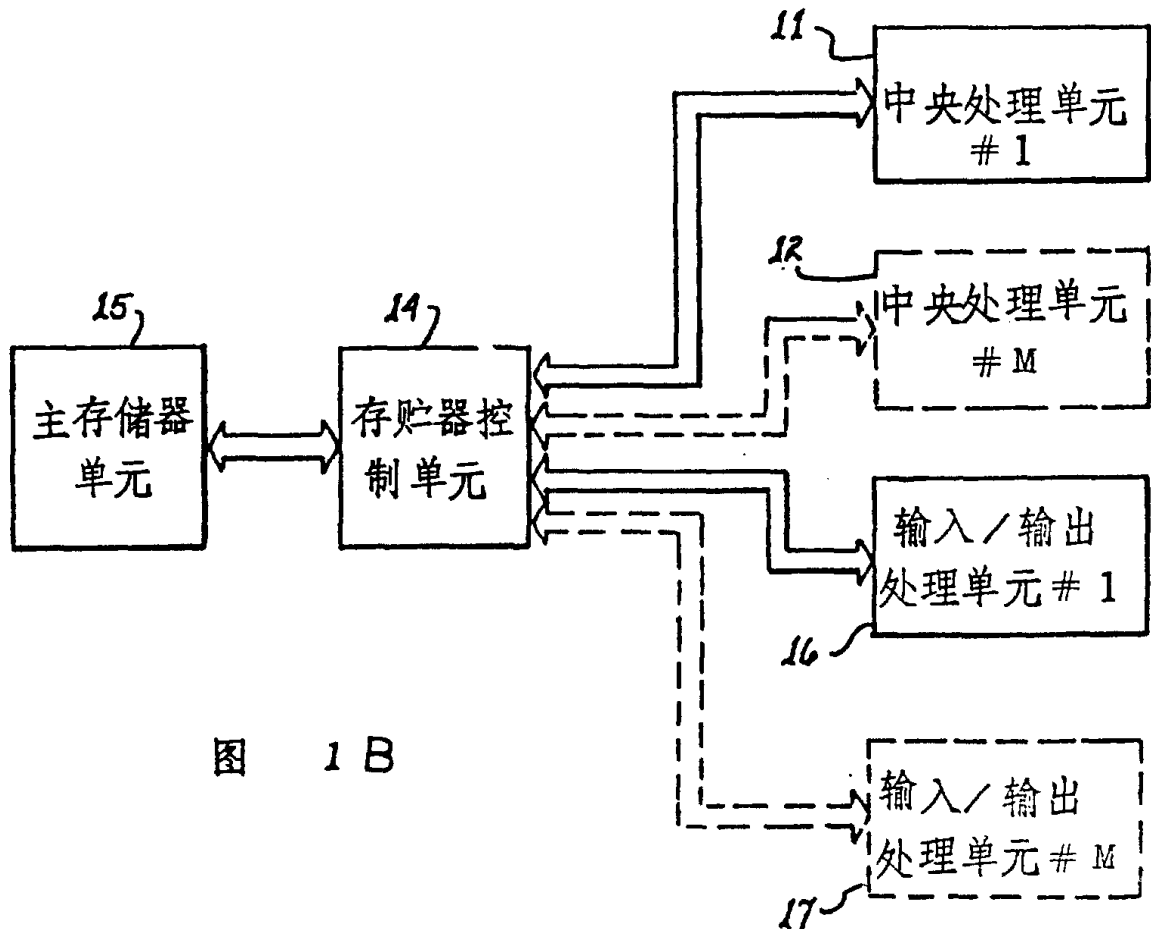 11
中央处理单元
＃1
12
中央处理单元
＃M
15
主存储器
单元
14
存贮器控
制单元
输入／输出
处理单元＃1
16
图 1B
输入／输出
处理单元＃M
17